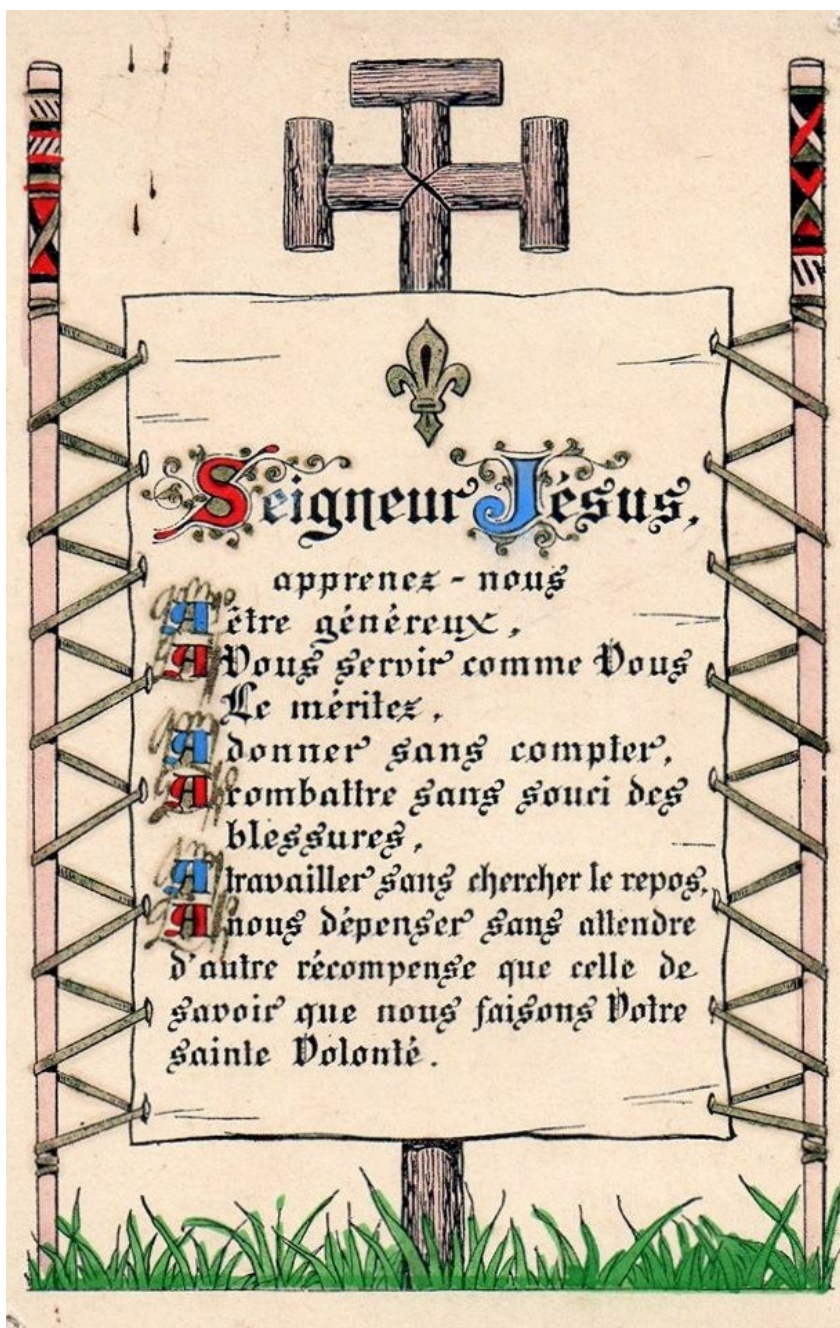 Seigneur Jésus,
apprenez-nous
A être généreux,
A Vous servir comme Vous
Le méritez,
A donner sans compter,
A combattre sans souci des
blessures,
A travailler sans chercher le repos,
A nous dépenser sans attendre
d'autre récompense que celle de
savoir que nous faisons Votre
sainte Volonté.